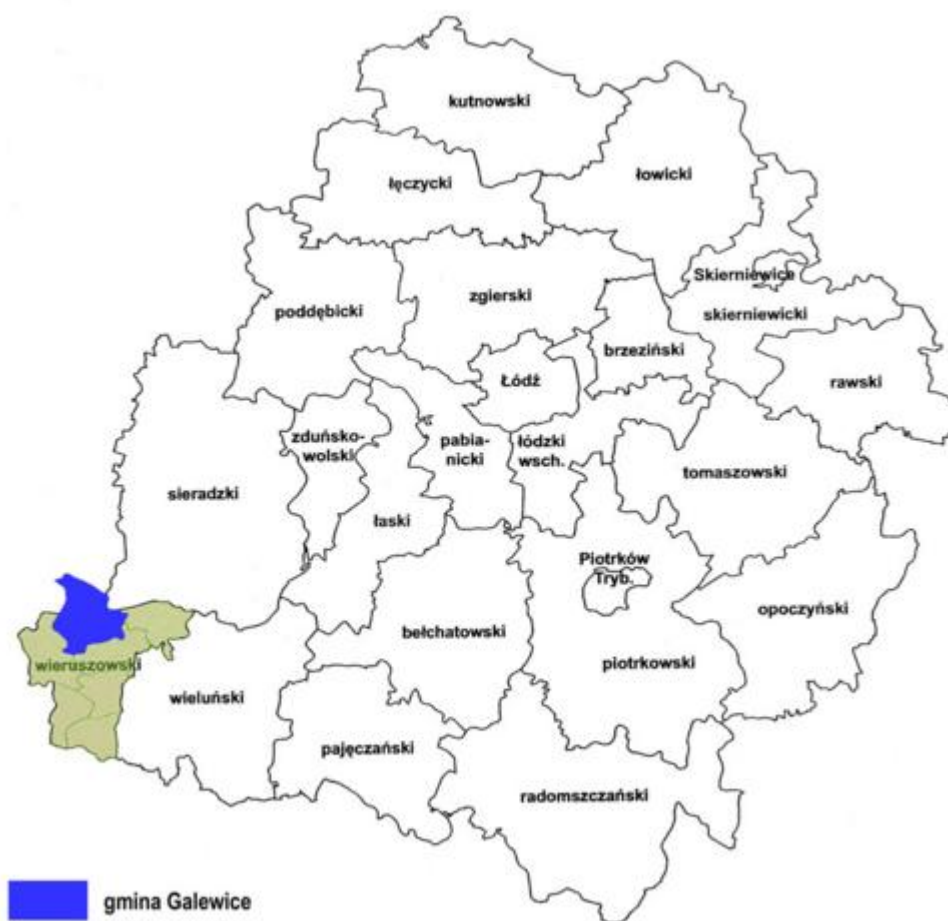 kutnowski
łęczycki
łowicki
Skierniewice
skierniewicki
zgierski
poddębicki
brzeziński
Łódź
rawski
zduńsko-
wolski
pabia-
nicki
łódzki
wsch.
tomaszowski
sieradzki
łaski
Piotrków
Tryb.
opoczyński
bełchatowski
piotrkowski
wieruszowski
wieluński
pajęczański
radomszczański
gmina Galewice